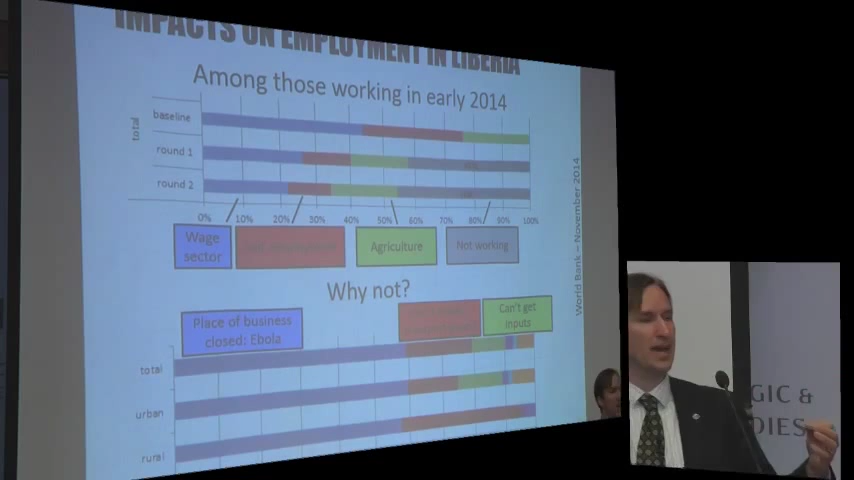 IMPACTS ON EMPLOYMENT IN LIBERIA
Among those working in early 2014
total
baseline
round 1
round 2
0% 10% 20% 30% 40% 50% 60% 70% 80% 90% 100%
Wage
sector
Agriculture
Not working
World Bank – November 2014
Why not?
Place of business
closed: Ebola
Can't get
inputs
total
urban
rural
GIC &
DIES